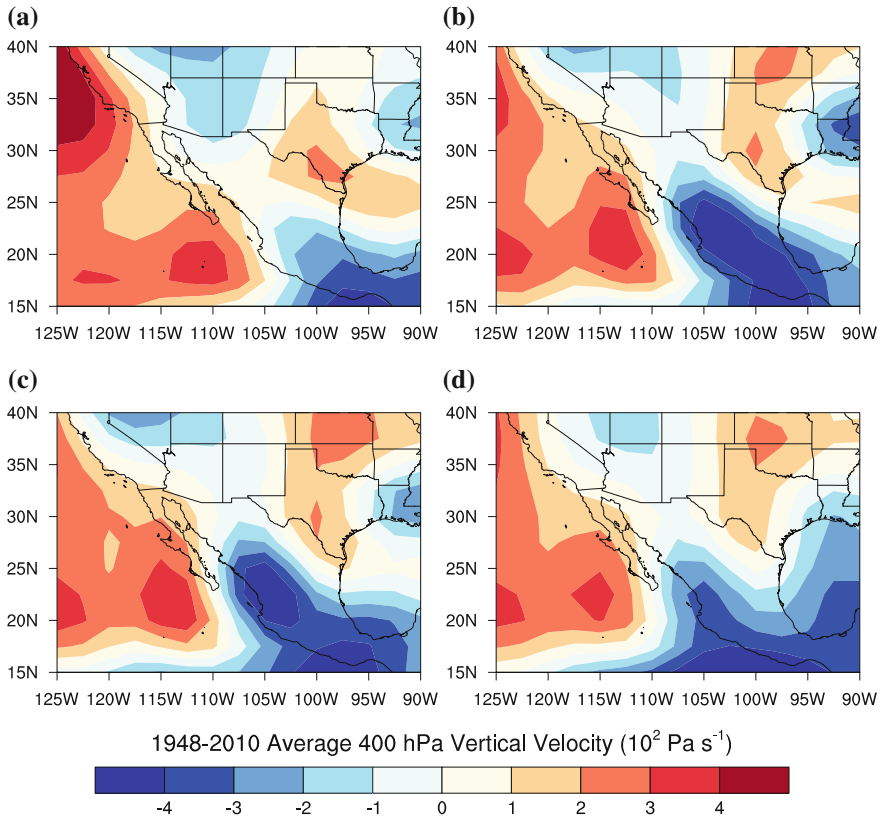 (a) (b)
40N 40N
35N 35N
30N 30N
25N 25N
20N 20N
15N 15N
125W 120W 115W 110W 105W 100W 95W 90W 125W 120W 115W 110W 105W 100W 95W 90W
(c) (d)
40N 40N
35N 35N
30N 30N
25N 25N
20N 20N
15N 15N
125W 120W 115W 110W 105W 100W 95W 90W 125W 120W 115W 110W 105W 100W 95W 90W
1948-2010 Average 400 hPa Vertical Velocity (10² Pa s⁻¹)
-4 -3 -2 -1 0 1 2 3 4